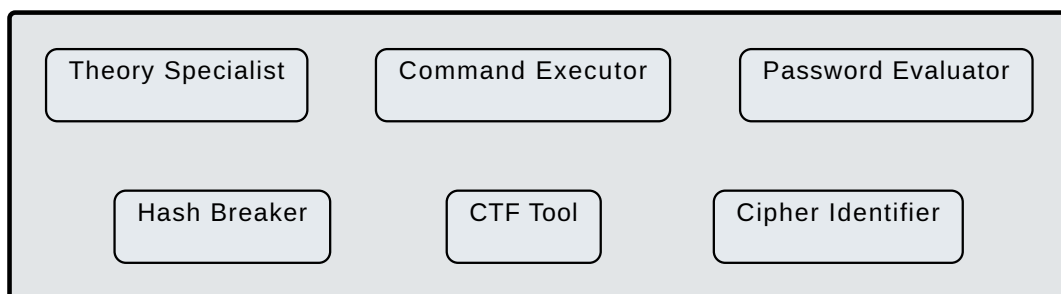 Theory Specialist
Command Executor
Password Evaluator
Hash Breaker
CTF Tool
Cipher Identifier